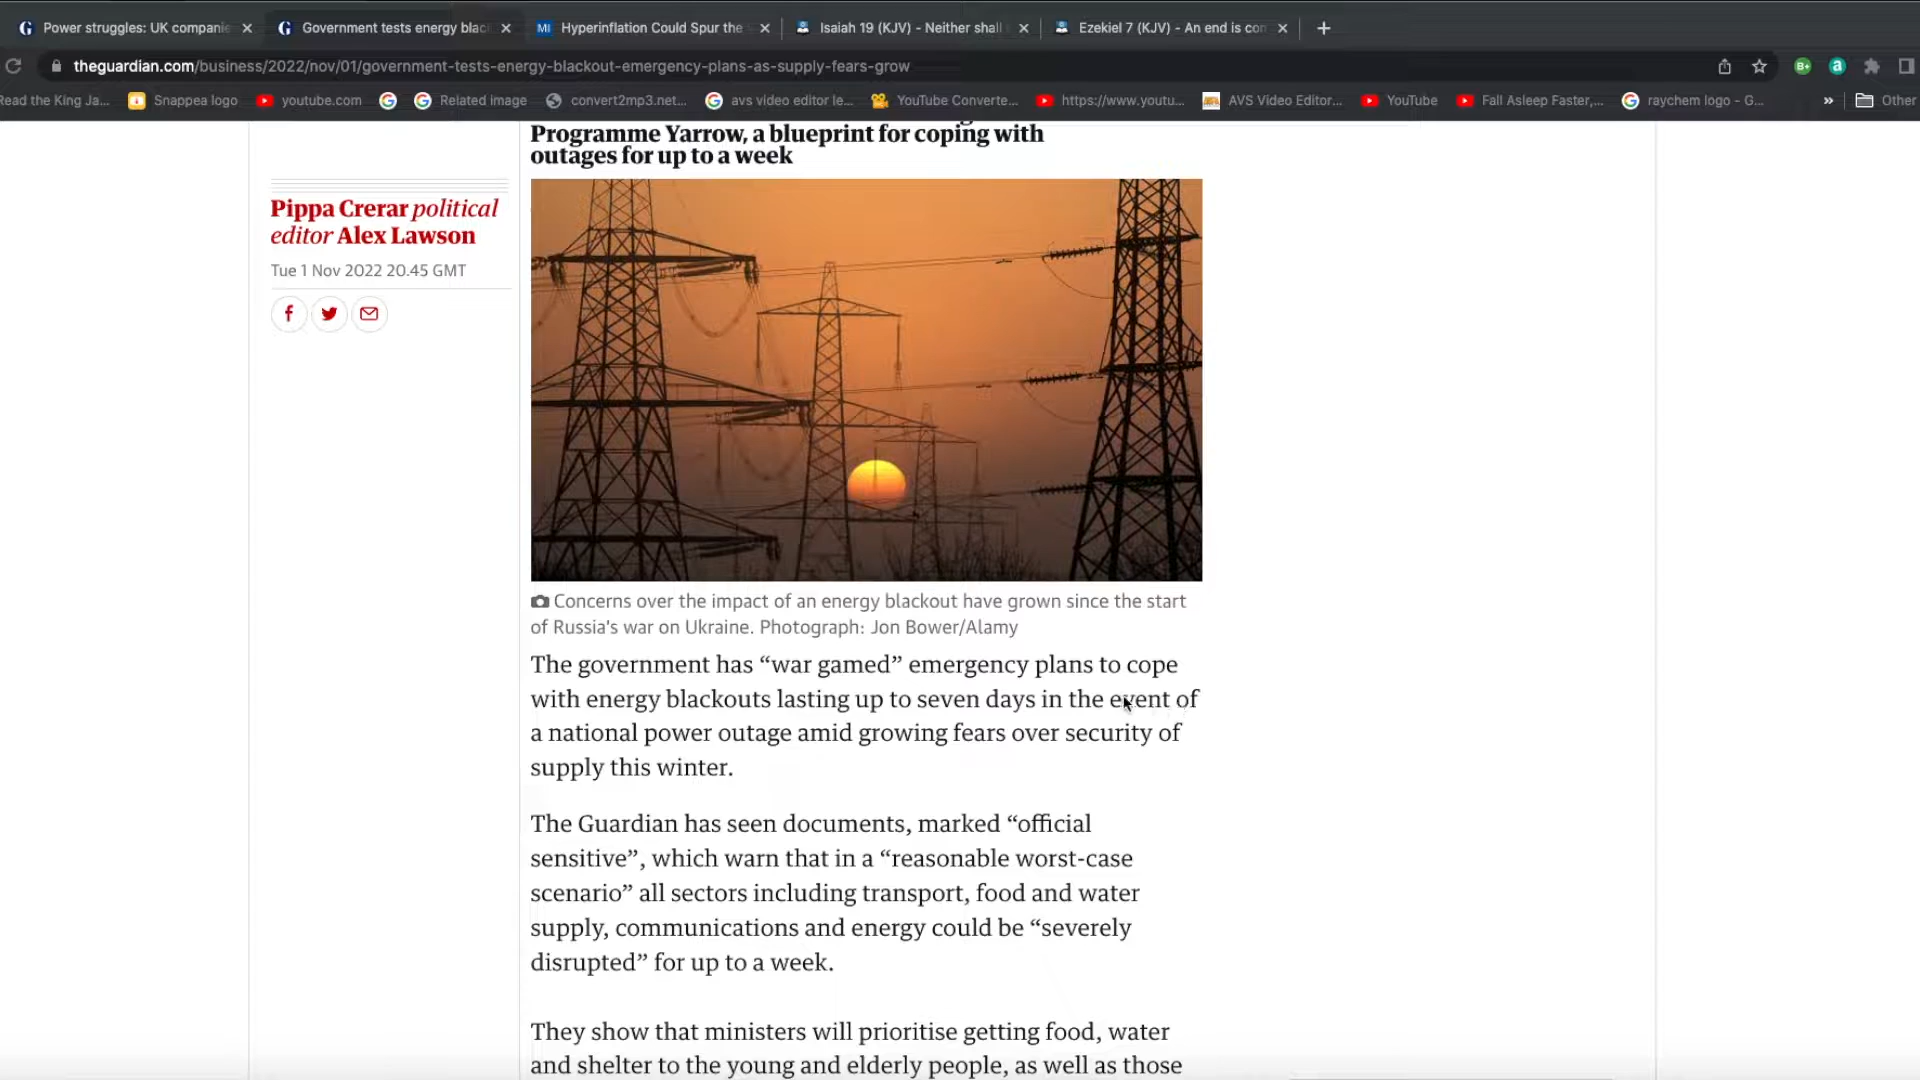 Power struggles: UK companie
Government tests energy blac
Hyperinflation Could Spur the
Isaiah 19 (KJV) - Neither shall
Ezekiel 7 (KJV) - An end is con
theguardian.com/business/2022/nov/01/government-tests-energy-blackout-emergency-plans-as-supply-fears-grow
Read the King Ja...
Snappea logo
youtube.com
Related image
convert2mp3.net...
avs video editor le...
YouTube Converte...
https://www.youtu...
AVS Video Editor...
YouTube
Fall Asleep Faster,...
raychem logo - G...
»
Other
Programme Yarrow, a blueprint for coping with
outages for up to a week
Pippa Crerar political
editor Alex Lawson
Tue 1 Nov 2022 20.45 GMT
Concerns over the impact of an energy blackout have grown since the start
of Russia's war on Ukraine. Photograph: Jon Bower/Alamy
The government has “war gamed” emergency plans to cope
with energy blackouts lasting up to seven days in the event of
a national power outage amid growing fears over security of
supply this winter.
The Guardian has seen documents, marked “official
sensitive”, which warn that in a “reasonable worst-case
scenario” all sectors including transport, food and water
supply, communications and energy could be “severely
disrupted” for up to a week.
They show that ministers will prioritise getting food, water
and shelter to the young and elderly people, as well as those